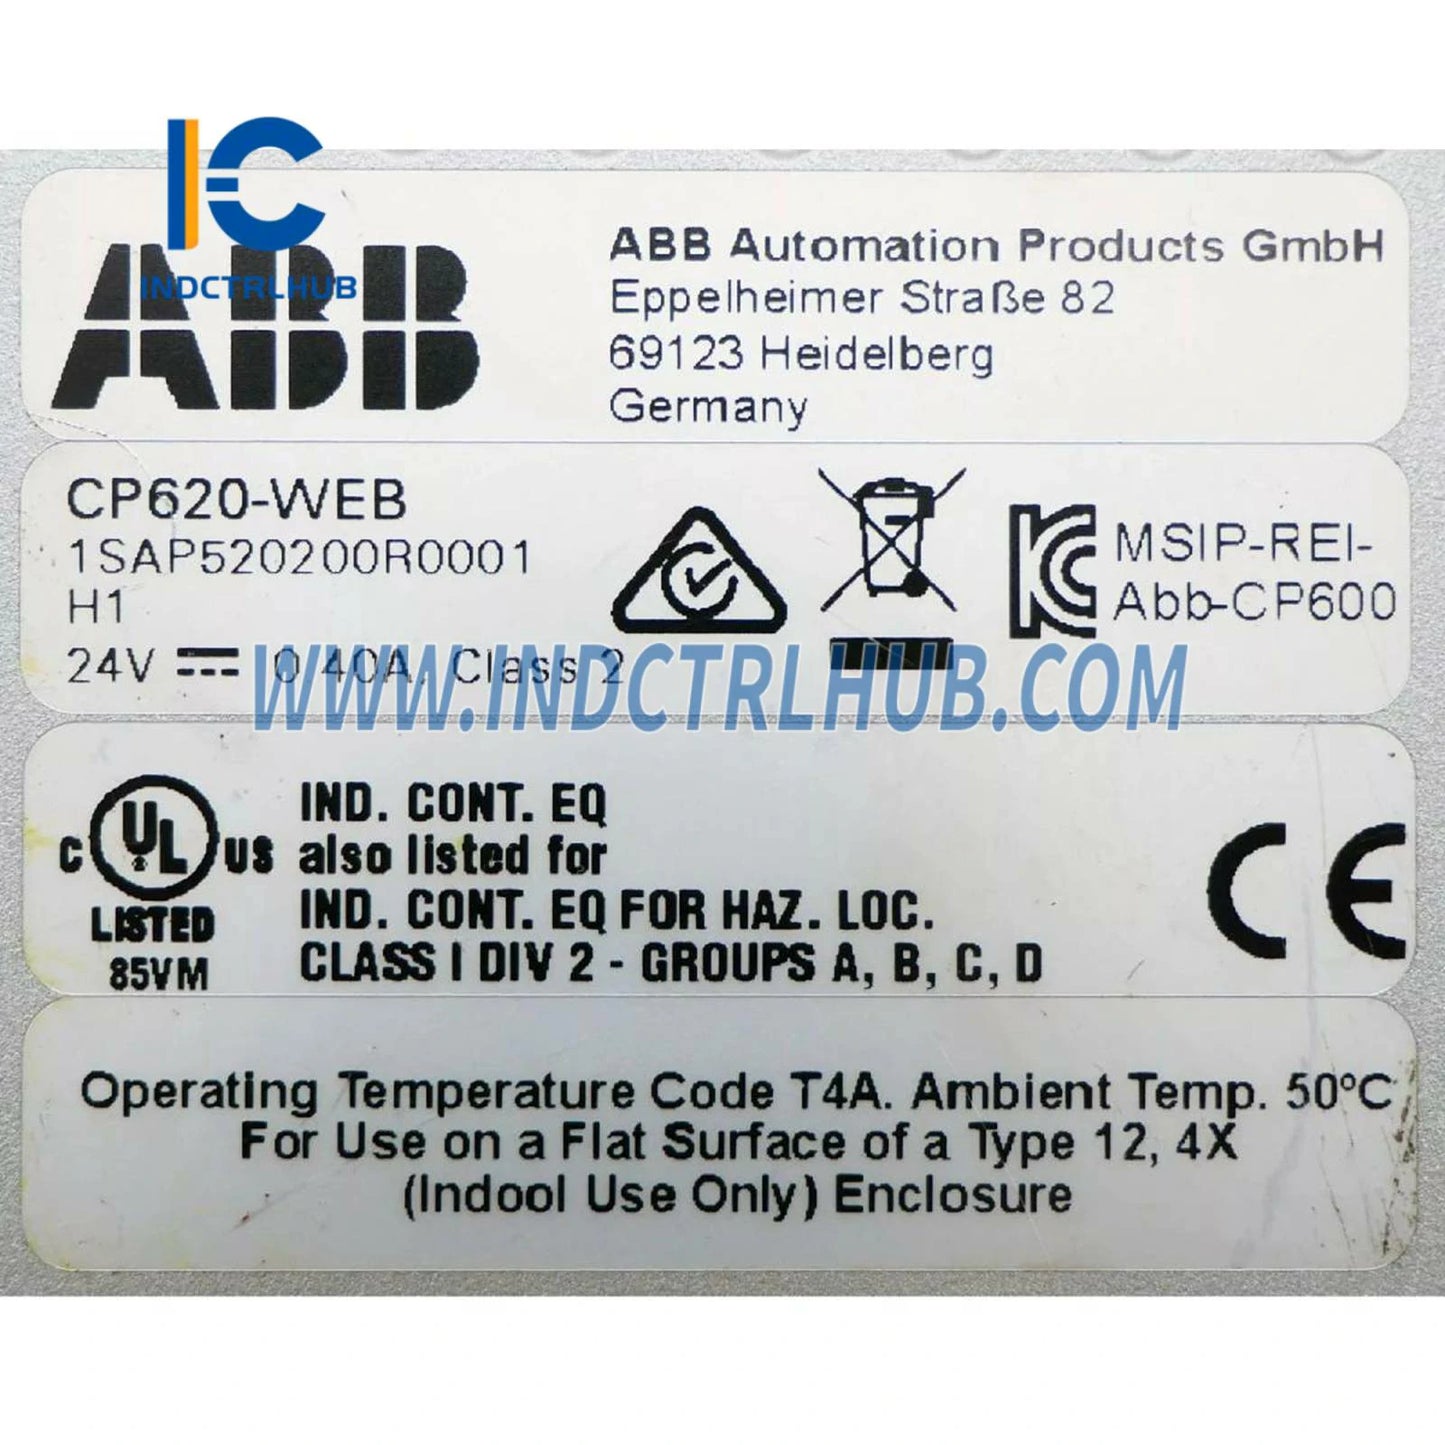 INDCTRLHUB
ABB
ABB Automation Products GmbH
Eppelheimer Straße 82
69123 Heidelberg
Germany
CP620-WEB
1SAP520200R0001
H1
24V ⎓ 0.40A, Class 2
MSIP-REI-
Abb-CP600
WWW.INDCTRLHUB.COM
C UL US
LISTED
85VM
IND. CONT. EQ
also listed for
IND. CONT. EQ FOR HAZ. LOC.
CLASS I DIV 2 - GROUPS A, B, C, D
CE
Operating Temperature Code T4A. Ambient Temp. 50ºC
For Use on a Flat Surface of a Type 12, 4X
(Indool Use Only) Enclosure